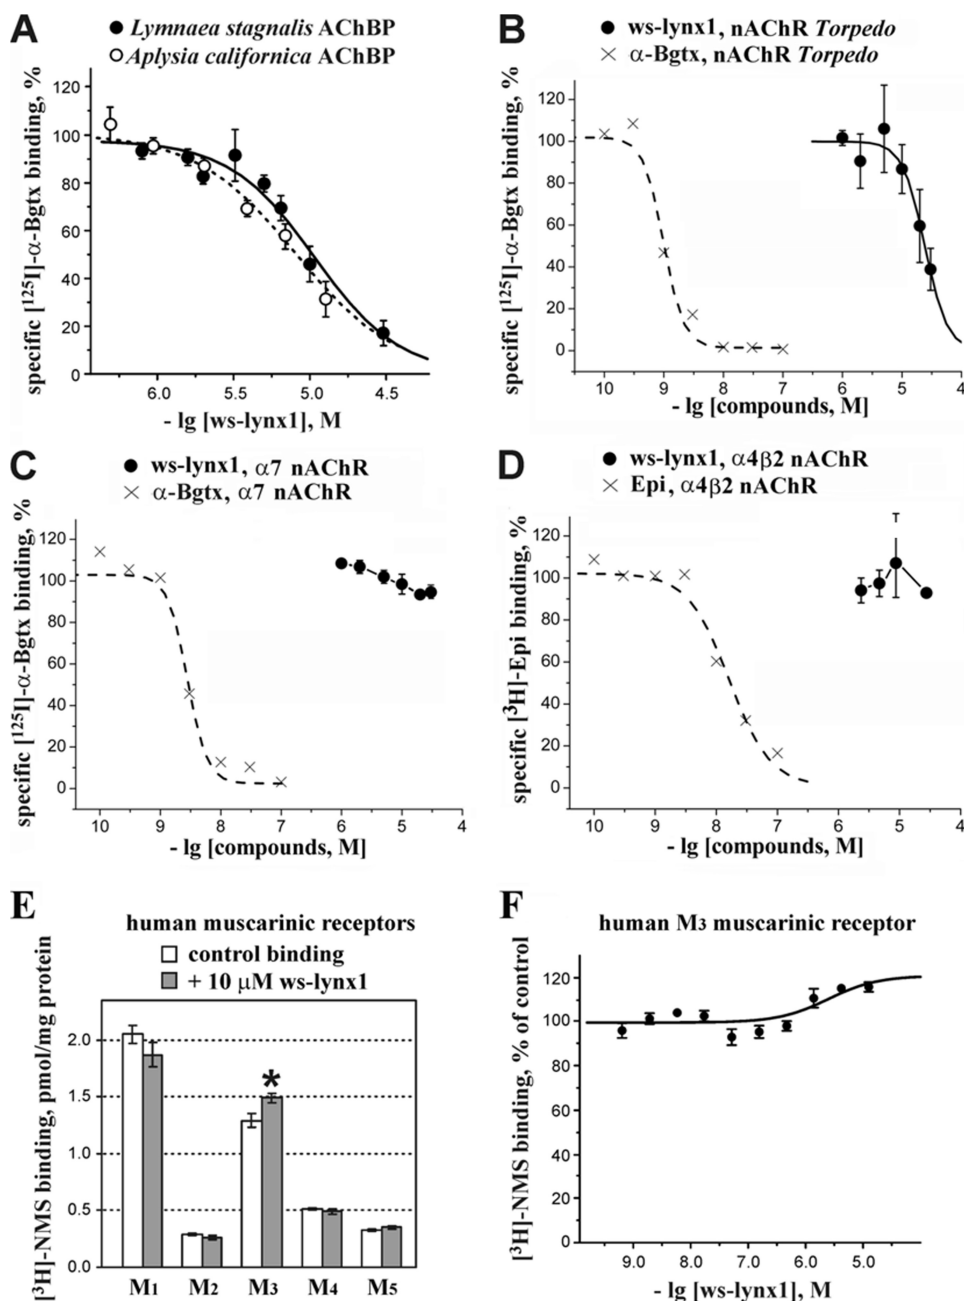 A
● Lymnaea stagnalis AChBP
○ Aplysia californica AChBP
specific [¹²⁵I]-α-Bgtx binding, %
120
100
80
60
40
20
0
6.0 5.5 5.0 4.5
- lg [ws-lynx1], M
B
● ws-lynx1, nAChR Torpedo
× α-Bgtx, nAChR Torpedo
specific [¹²⁵I]-α-Bgtx binding, %
120
100
80
60
40
20
0
10 9 8 7 6 5 4
- lg [compounds, M]
C
● ws-lynx1, α7 nAChR
× α-Bgtx, α7 nAChR
specific [¹²⁵I]-α-Bgtx binding, %
120
100
80
60
40
20
0
10 9 8 7 6 5 4
- lg [compounds, M]
D
● ws-lynx1, α4β2 nAChR
× Epi, α4β2 nAChR
specific [³H]-Epi binding, %
120
100
80
60
40
20
0
10 9 8 7 6 5 4
- lg [compounds, M]
E
human muscarinic receptors
control binding
+ 10 μM ws-lynx1
[³H]-NMS binding, pmol/mg protein
2.0
1.5
1.0
0.5
0.0
*
M1 M2 M3 M4 M5
F
human M3 muscarinic receptor
[³H]-NMS binding, % of control
120
100
80
60
40
20
0
9.0 8.0 7.0 6.0 5.0
- lg [ws-lynx1], M